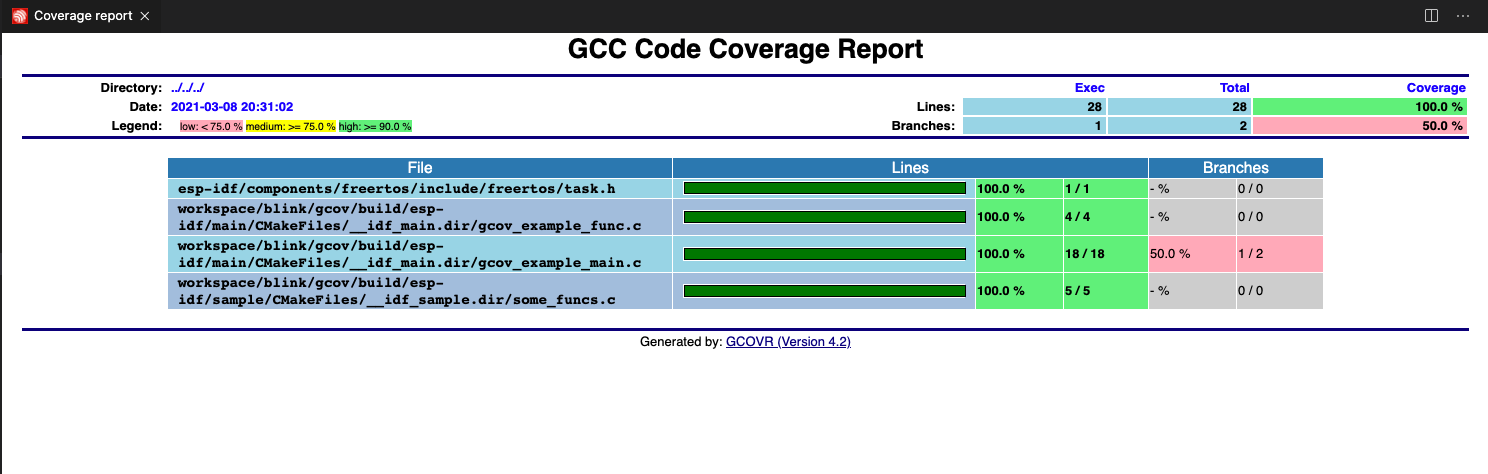 Coverage report
GCC Code Coverage Report
Directory: ../../../
Date: 2021-03-08 20:31:02
Legend: low: < 75.0 % medium: >= 75.0 % high: >= 90.0 %
Exec Total Coverage
Lines: 28 28 100.0 %
Branches: 1 2 50.0 %
File Lines Branches
esp-idf/components/freertos/include/freertos/task.h 100.0 % 1 / 1 - % 0 / 0
workspace/blink/gcov/build/esp-
idf/main/CMakeFiles/__idf_main.dir/gcov_example_func.c 100.0 % 4 / 4 - % 0 / 0
workspace/blink/gcov/build/esp-
idf/main/CMakeFiles/__idf_main.dir/gcov_example_main.c 100.0 % 18 / 18 50.0 % 1 / 2
workspace/blink/gcov/build/esp-
idf/sample/CMakeFiles/__idf_sample.dir/some_funcs.c 100.0 % 5 / 5 - % 0 / 0
Generated by: GCOVR (Version 4.2)